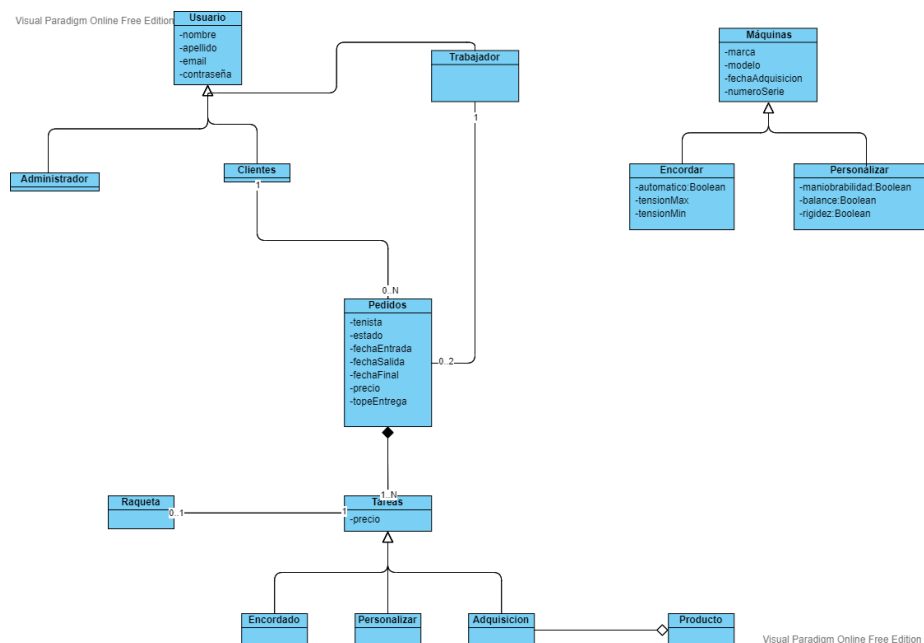 Visual Paradigm Online Free Edition
Usuario
-nombre
-apellido
-email
-contraseña
Trabajador
1
Máquinas
-marca
-modelo
-fechaAdquisicion
-numeroSerie
Administrador
Clientes
1
Encordar
-automatico:Boolean
-tensionMax
-tensionMin
Personalizar
-maniobrabilidad:Boolean
-balance:Boolean
-rigidez:Boolean
0..N
Pedidos
-tenista
-estado
-fechaEntrada
-fechaSalida
-fechaFinal
-precio
-topeEntrega
0..2
1..N
Raqueta
0..1
1
Tareas
-precio
Encordado
Personalizar
Adquisicion
Producto
Visual Paradigm Online Free Edition